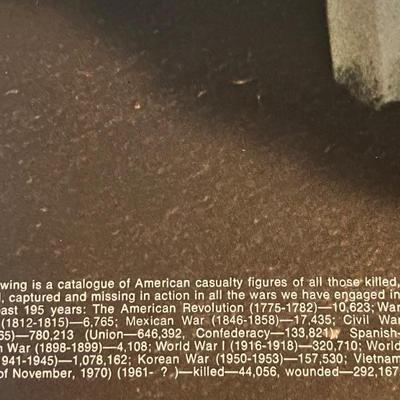 wing is a catalogue of American casualty figures of all those killed,
, captured and missing in action in all the wars we have engaged in
ast 195 years: The American Revolution (1775-1782)—10,623; War
(1812-1815)—6,765; Mexican War (1846-1858)—17,435; Civil War
65)—780,213 (Union—646,392, Confederacy—133,821); Spanish-
n War (1898-1899)—4,108; World War I (1916-1918)—320,710; World
941-1945)—1,078,162; Korean War (1950-1953)—157,530; Vietnam
of November, 1970) (1961- ? )—killed—44,056, wounded—292,167